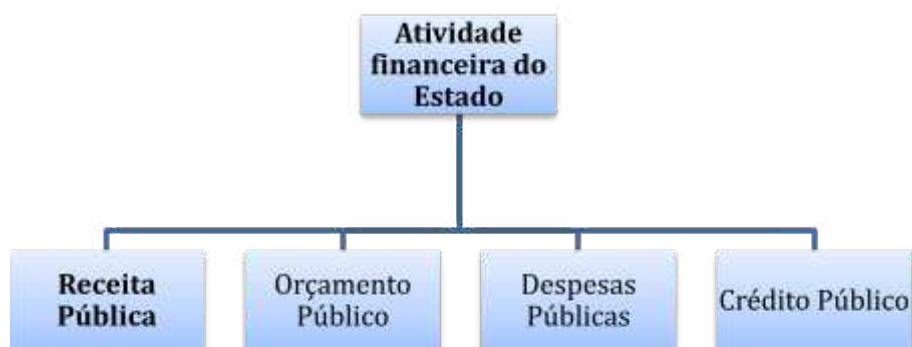 Atividade
financeira do
Estado
Receita
Pública
Orçamento
Público
Despesas
Públicas
Crédito Público